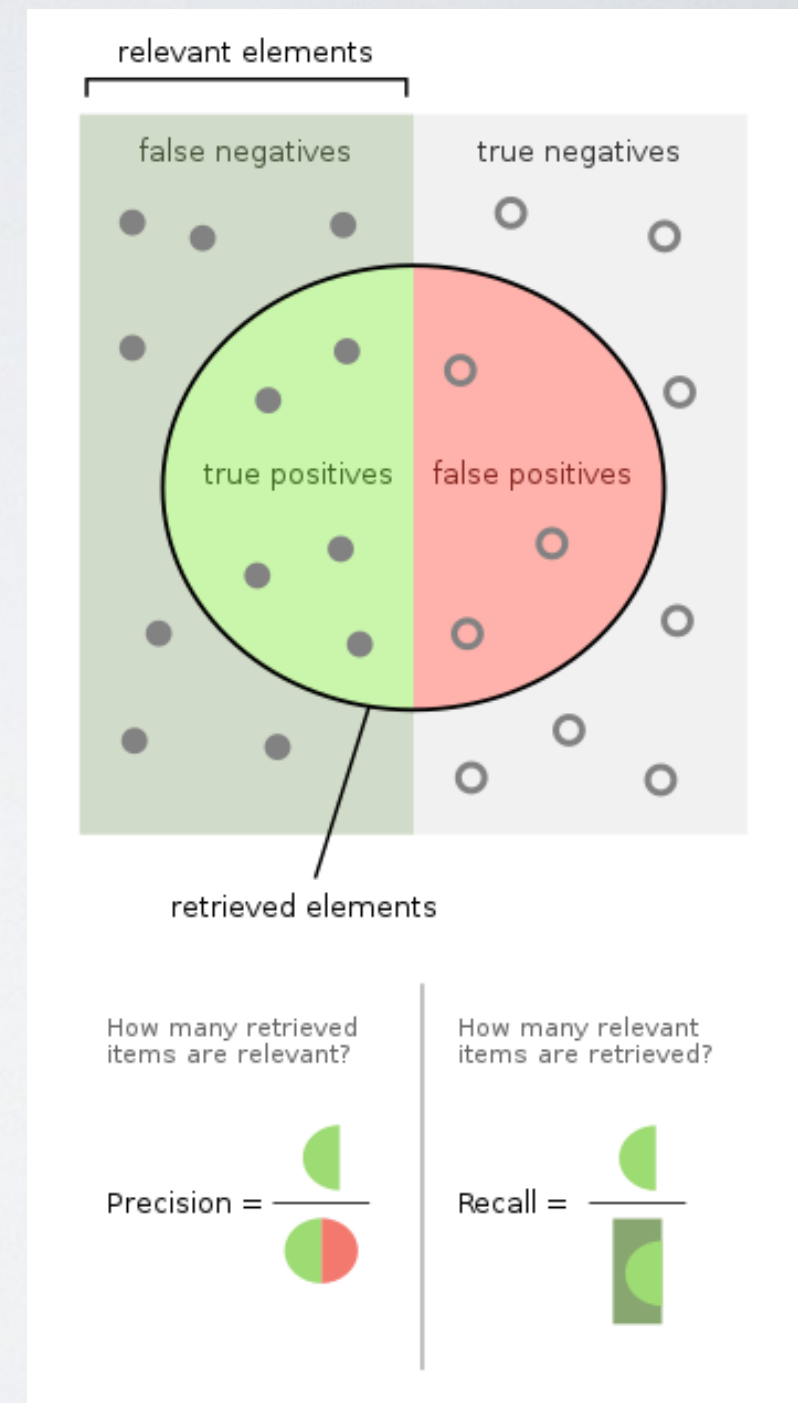 relevant elements
false negatives
true negatives
true positives
false positives
retrieved elements
How many retrieved
items are relevant?
Precision =
How many relevant
items are retrieved?
Recall =